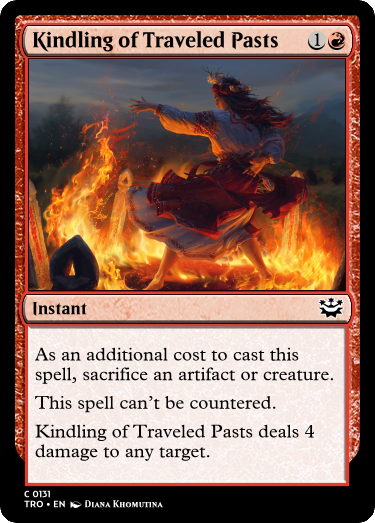 Kindling of Traveled Pasts 1
Instant
As an additional cost to cast this
spell, sacrifice an artifact or creature.
This spell can't be countered.
Kindling of Traveled Pasts deals 4
damage to any target.
C 0131
TRO • EN Diana Khomutina